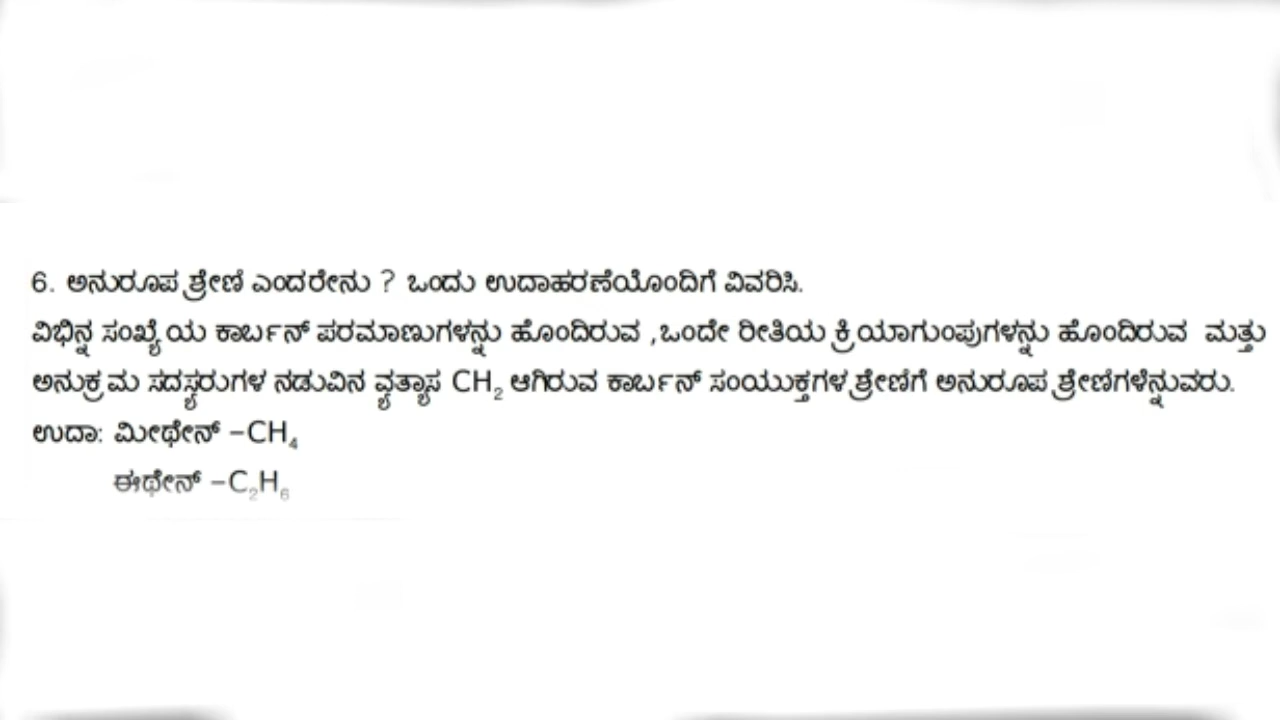 6. ಅನುರೂಪ ಶ್ರೇಣಿ ಎಂದರೇನು ? ಒಂದು ಉದಾಹರಣೆಯೊಂದಿಗೆ ವಿವರಿಸಿ.
ವಿಭಿನ್ನ ಸಂಖ್ಯೆಯ ಕಾರ್ಬನ್ ಪರಮಾಣುಗಳನ್ನು ಹೊಂದಿರುವ ,ಒಂದೇ ರೀತಿಯ ಕ್ರಿಯಾಗುಂಪುಗಳನ್ನು ಹೊಂದಿರುವ ಮತ್ತು
ಅನುಕ್ರಮ ಸದಸ್ಯರುಗಳ ನಡುವಿನ ವ್ಯತ್ಯಾಸ CH₂ ಆಗಿರುವ ಕಾರ್ಬನ್ ಸಂಯುಕ್ತಗಳ ಶ್ರೇಣಿಗೆ ಅನುರೂಪ ಶ್ರೇಣಿಗಳೆನ್ನುವರು.
ಉದಾ: ಮೀಥೇನ್ –CH₄
ಈಥೇನ್ –C₂H₆